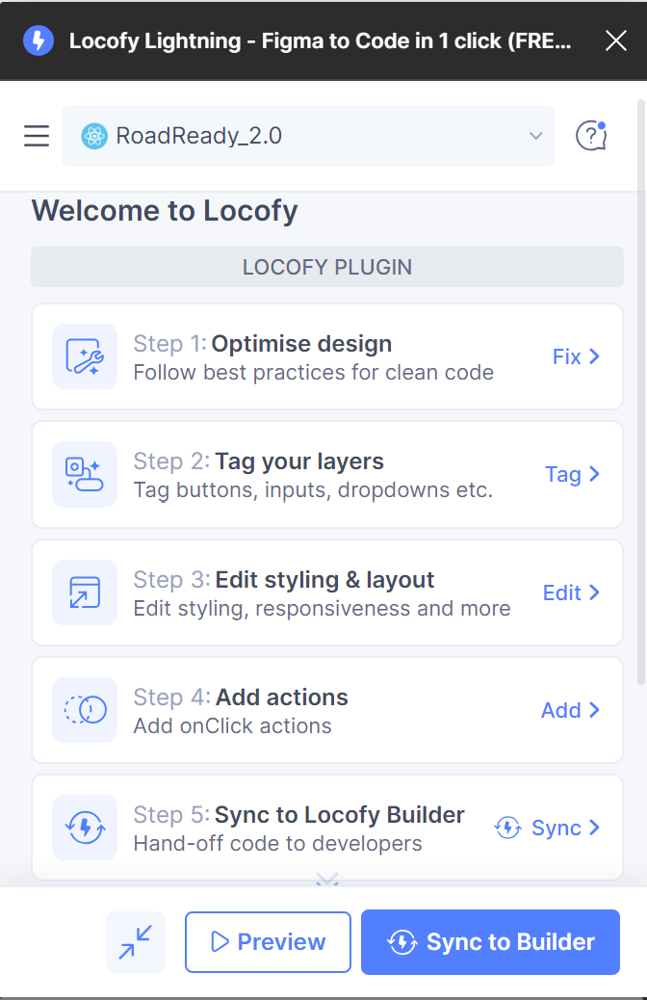 Locofy Lightning - Figma to Code in 1 click (FRE...
RoadReady_2.0
Welcome to Locofy
LOCOFY PLUGIN
Step 1: Optimise design
Follow best practices for clean code
Fix
Step 2: Tag your layers
Tag buttons, inputs, dropdowns etc.
Tag
Step 3: Edit styling & layout
Edit styling, responsiveness and more
Edit
Step 4: Add actions
Add onClick actions
Add
Step 5: Sync to Locofy Builder
Hand-off code to developers
Sync
Preview
Sync to Builder